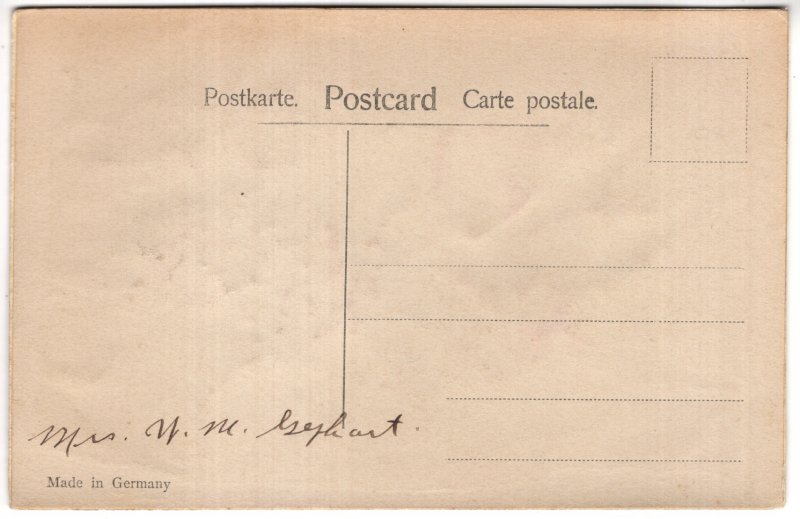 Postkarte. Postcard Carte postale.
Mrs. W. M. Gephart.
Made in Germany